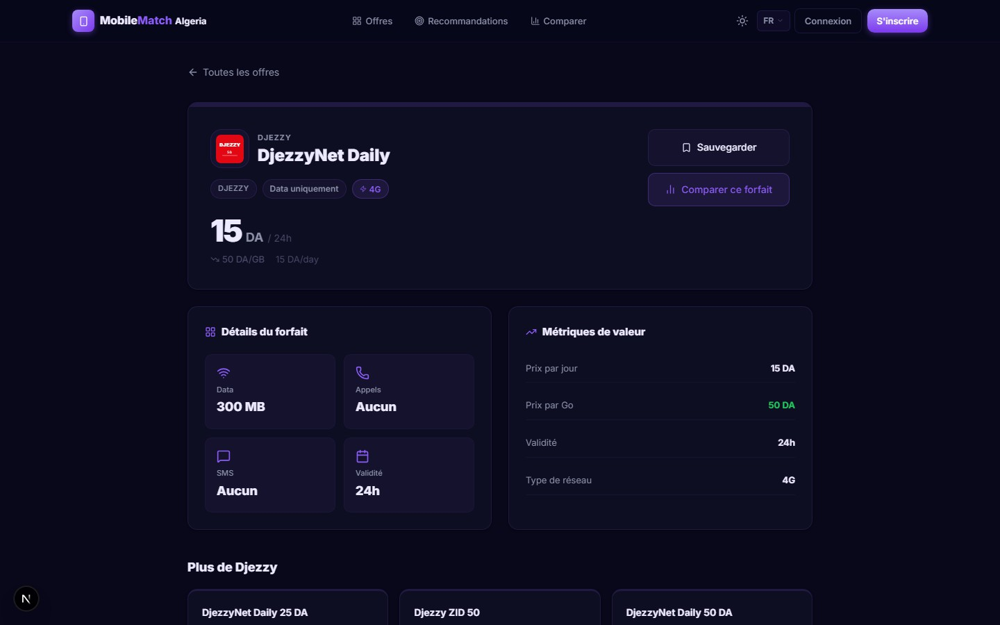 MobileMatch Algeria
Offres
Recommandations
Comparer
FR
Connexion
S'inscrire
Toutes les offres
DJEZZY
DJEZZY
DjezzyNet Daily
DJEZZY
Data uniquement
4G
Sauvegarder
Comparer ce forfait
15 DA / 24h
50 DA/GB 15 DA/day
Détails du forfait
Data
300 MB
Appels
Aucun
SMS
Aucun
Validité
24h
Métriques de valeur
Prix par jour 15 DA
Prix par Go 50 DA
Validité 24h
Type de réseau 4G
Plus de Djezzy
DjezzyNet Daily 25 DA
Djezzy ZID 50
DjezzyNet Daily 50 DA
N